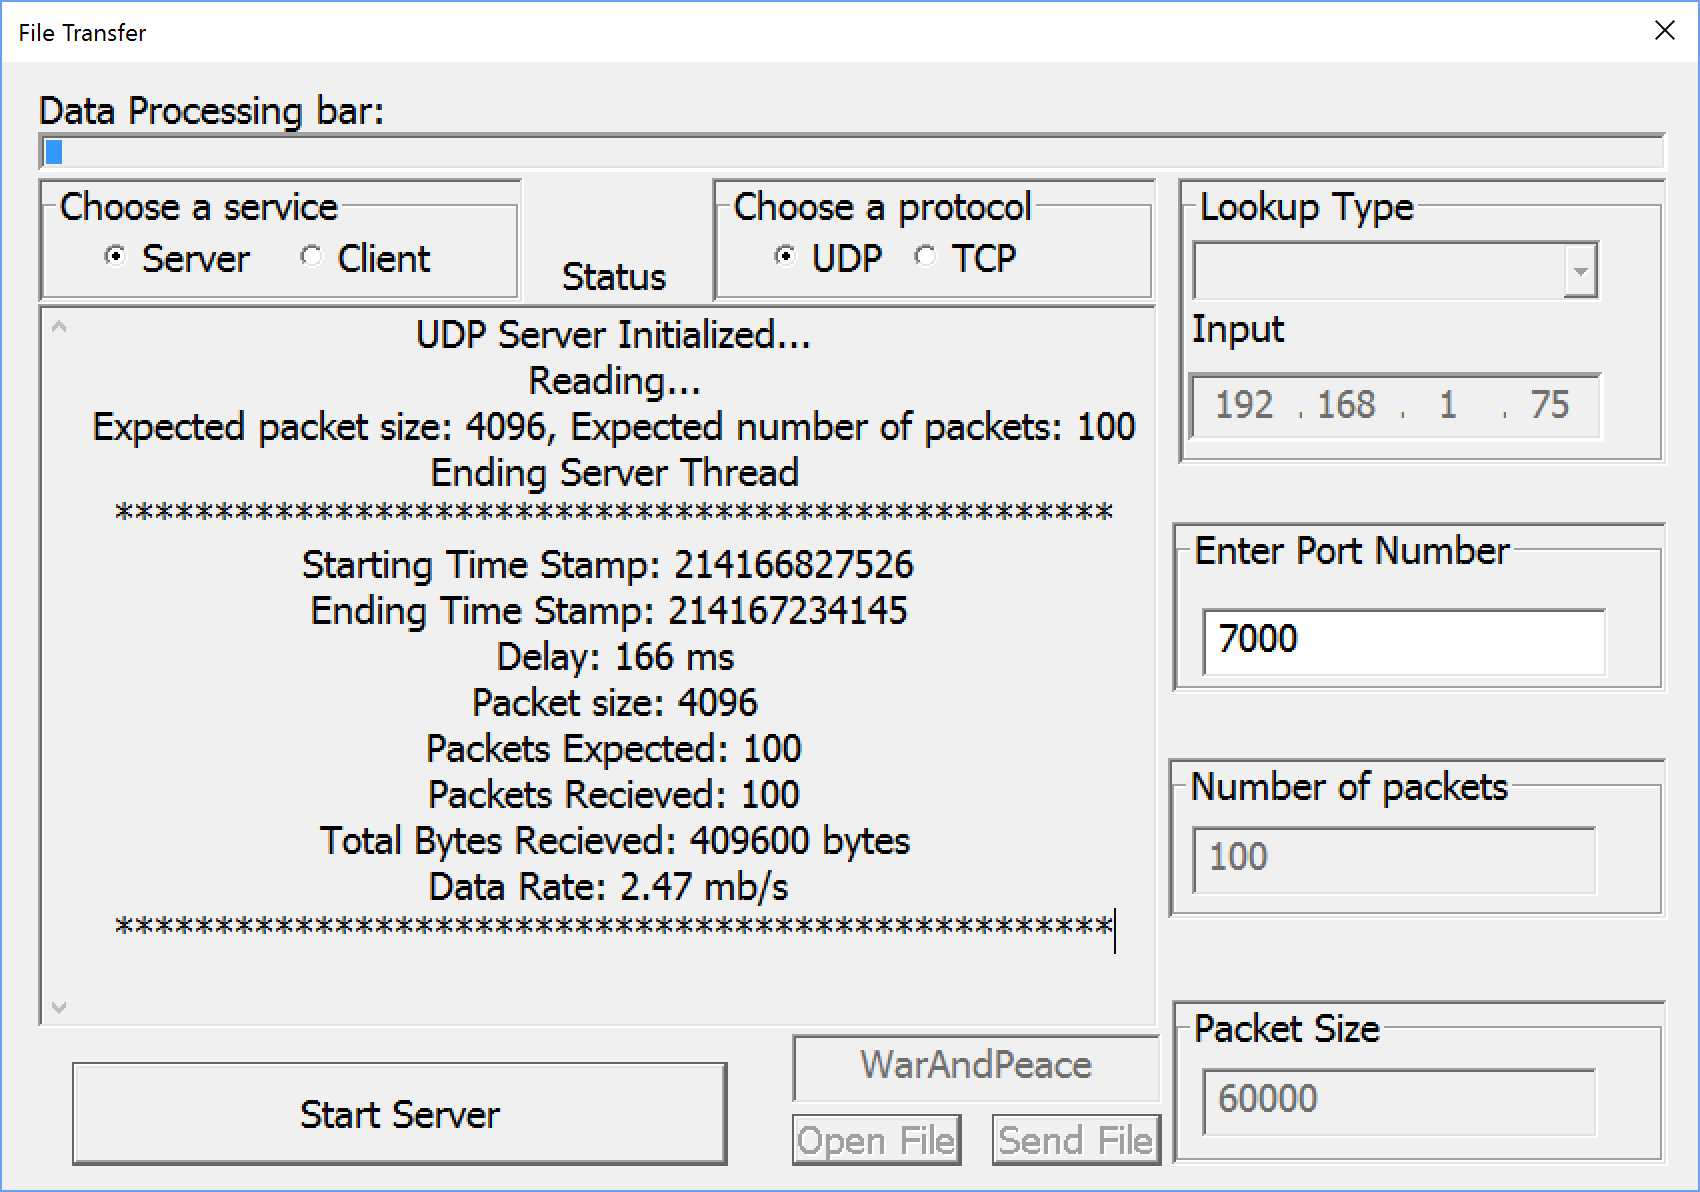 File Transfer
Data Processing bar:
Choose a service
Server Client
Status
Choose a protocol
UDP TCP
Lookup Type
Input
192 . 168 . 1 . 75
UDP Server Initialized...
Reading...
Expected packet size: 4096, Expected number of packets: 100
Ending Server Thread
**************************************************
Starting Time Stamp: 214166827526
Ending Time Stamp: 214167234145
Delay: 166 ms
Packet size: 4096
Packets Expected: 100
Packets Recieved: 100
Total Bytes Recieved: 409600 bytes
Data Rate: 2.47 mb/s
**************************************************
Enter Port Number
7000
Number of packets
100
Packet Size
60000
Start Server
WarAndPeace
Open File Send File